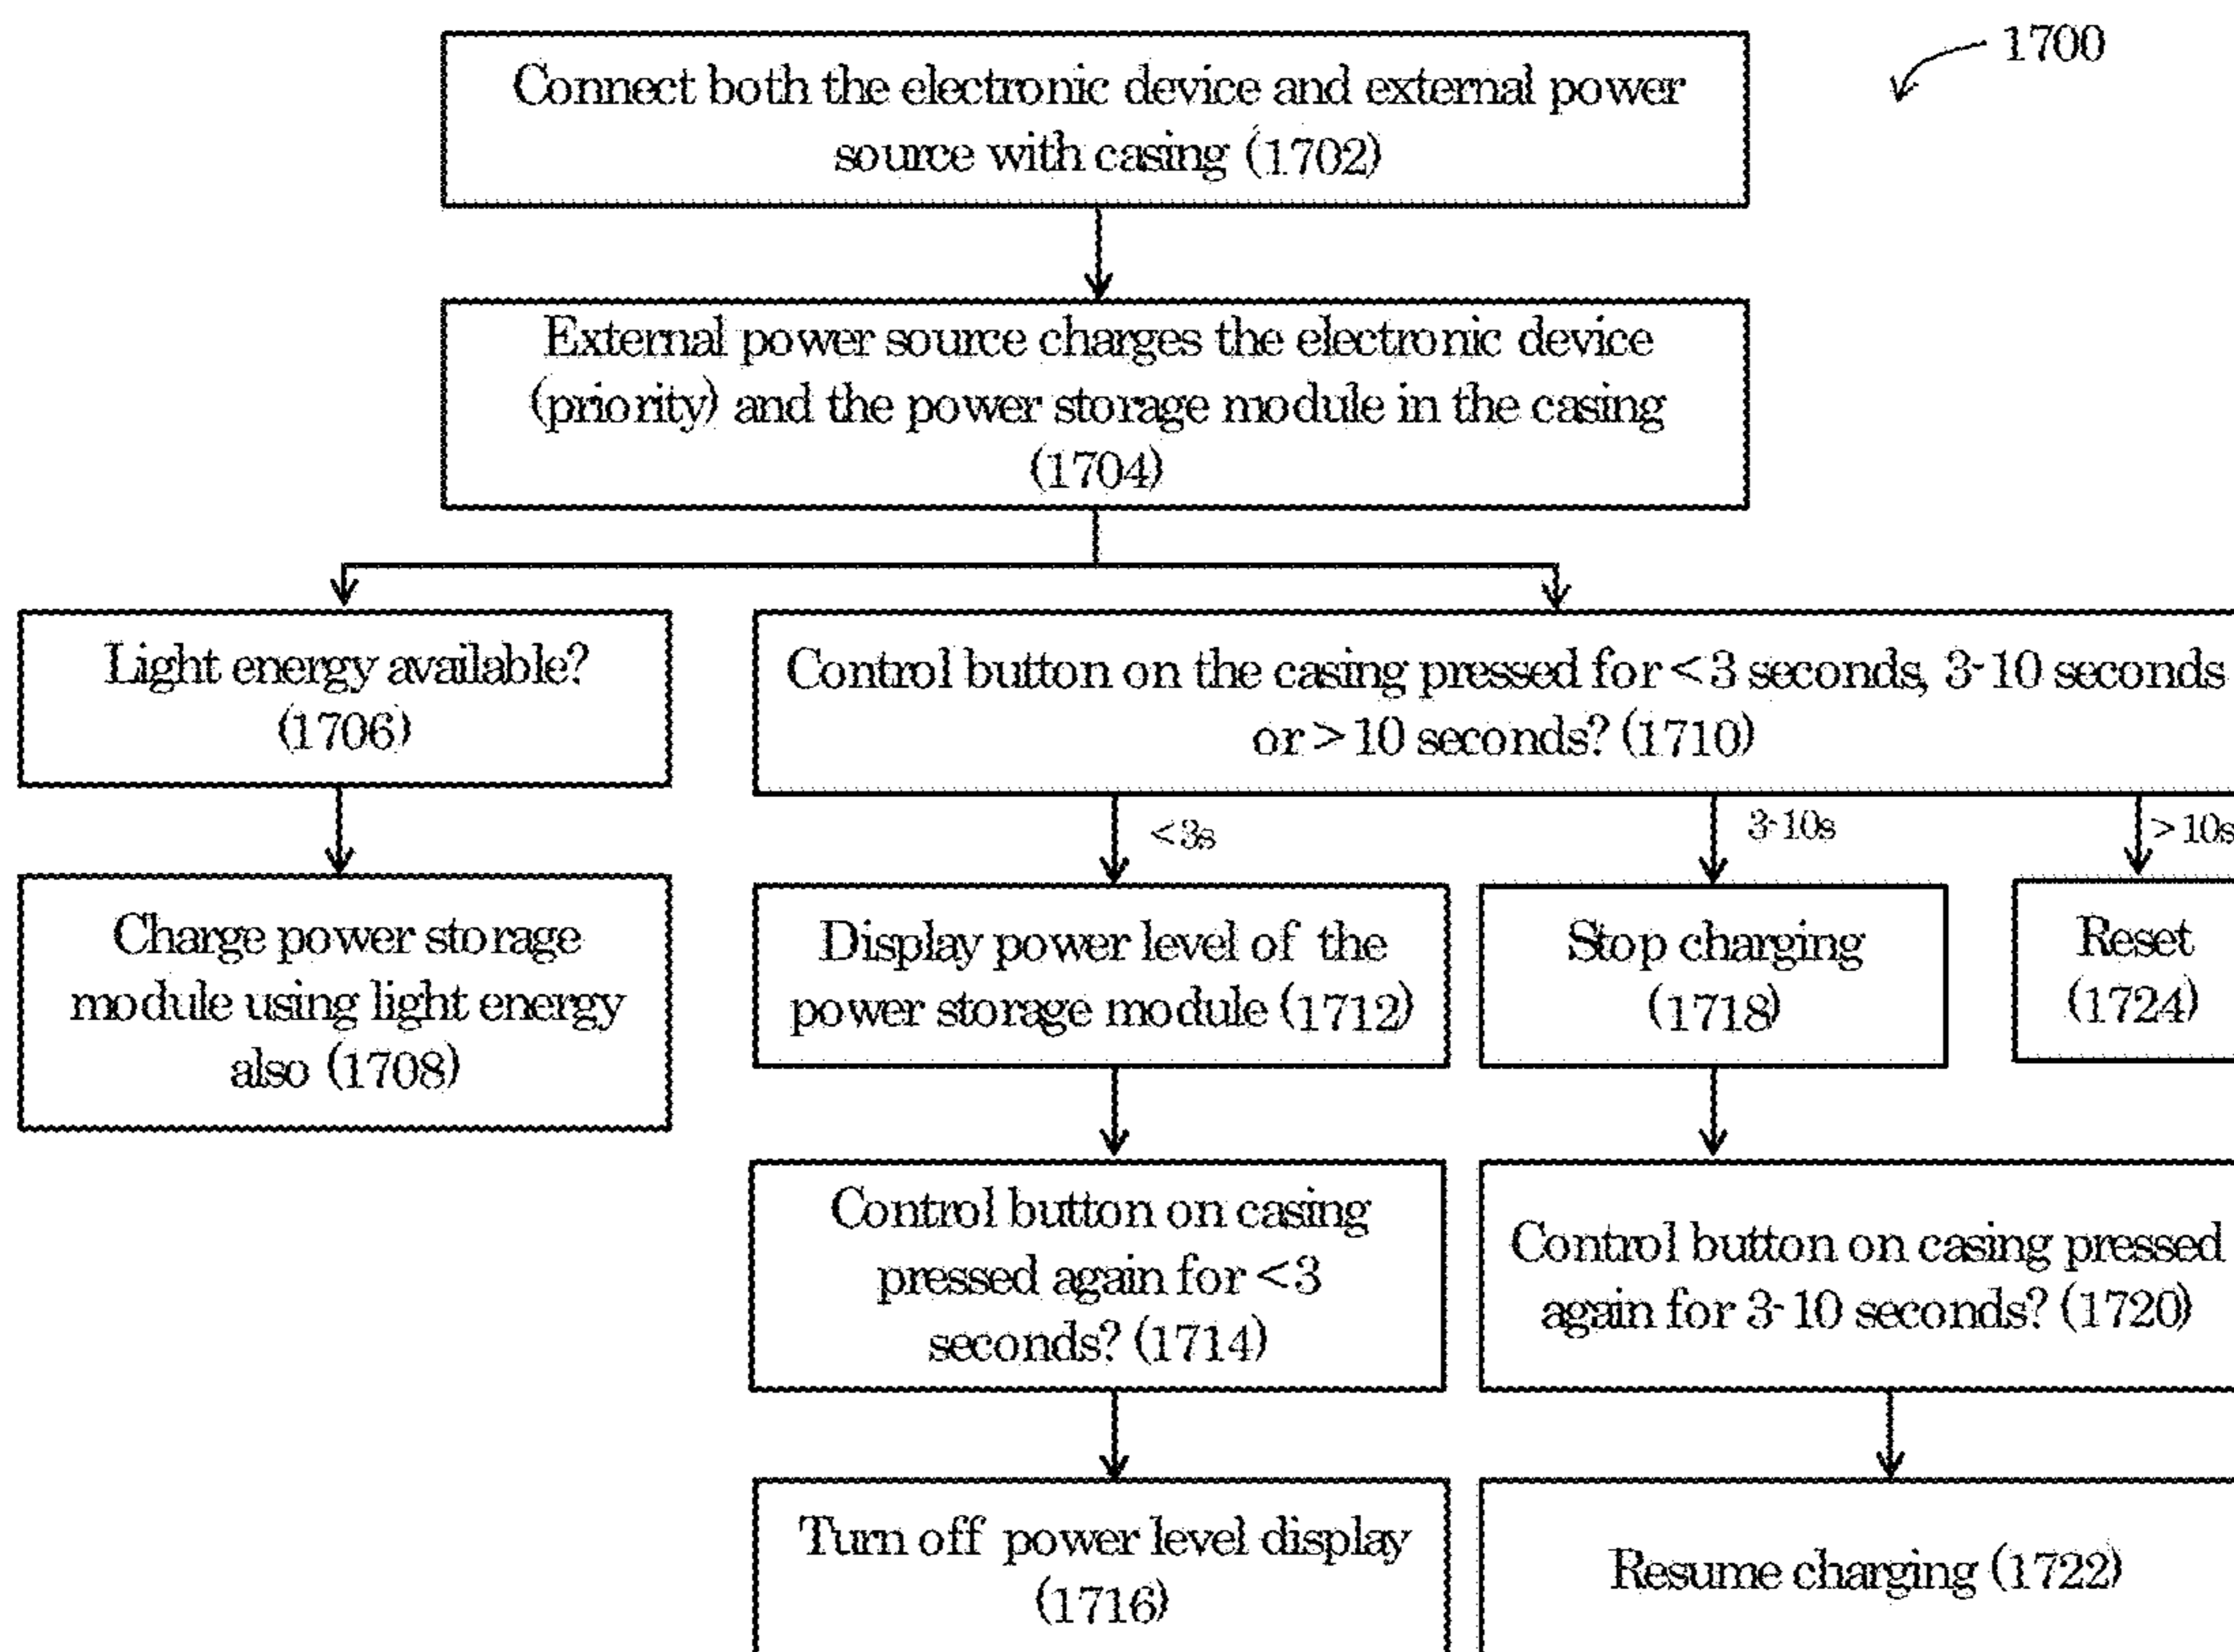 1700
Connect both the electronic device and external power
source with casing (1702)
External power source charges the electronic device
(priority) and the power storage module in the casing
(1704)
Light energy available?
(1706)
Control button on the casing pressed for <3 seconds, 3-10 seconds
or >10 seconds? (1710)
<3s
3-10s
>10s
Charge power storage
module using light energy
also (1708)
Display power level of the
power storage module (1712)
Stop charging
(1718)
Reset
(1724)
Control button on casing
pressed again for <3
seconds? (1714)
Control button on casing pressed
again for 3-10 seconds? (1720)
Turn off power level display
(1716)
Resume charging (1722)